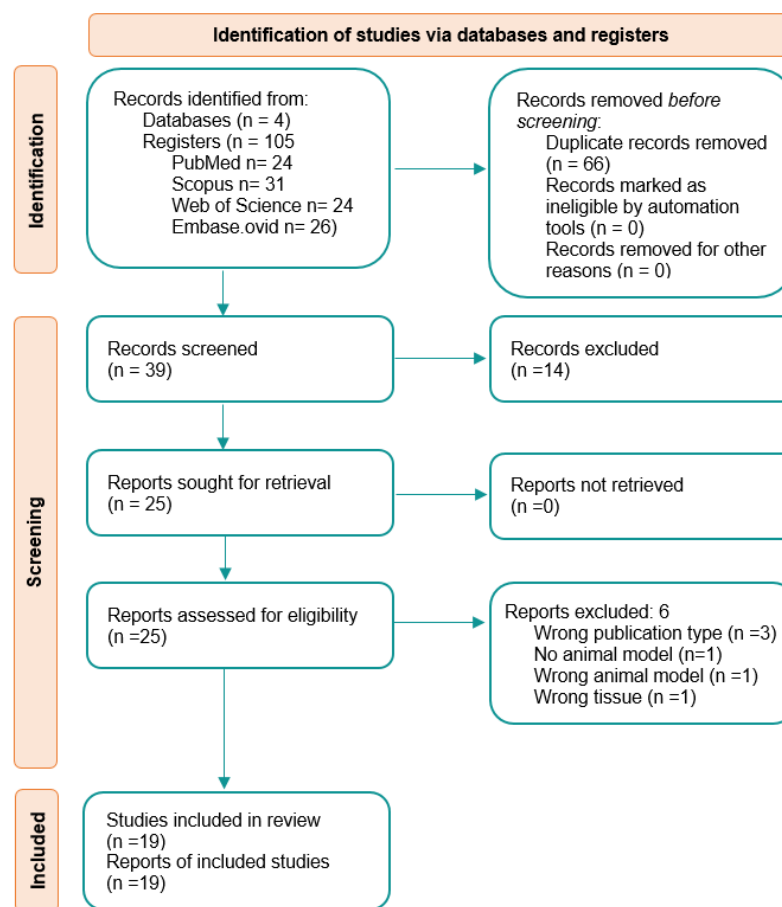 Identification of studies via databases and registers
Identification
Records identified from:
Databases (n = 4)
Registers (n = 105
PubMed n= 24
Scopus n= 31
Web of Science n= 24
Embase.ovid n= 26)
Records removed before
screening:
Duplicate records removed
(n = 66)
Records marked as
ineligible by automation
tools (n = 0)
Records removed for other
reasons (n = 0)
Screening
Records screened
(n = 39)
Records excluded
(n =14)
Reports sought for retrieval
(n = 25)
Reports not retrieved
(n =0)
Reports assessed for eligibility
(n =25)
Reports excluded: 6
Wrong publication type (n =3)
No animal model (n=1)
Wrong animal model (n =1)
Wrong tissue (n =1)
Included
Studies included in review
(n =19)
Reports of included studies
(n =19)